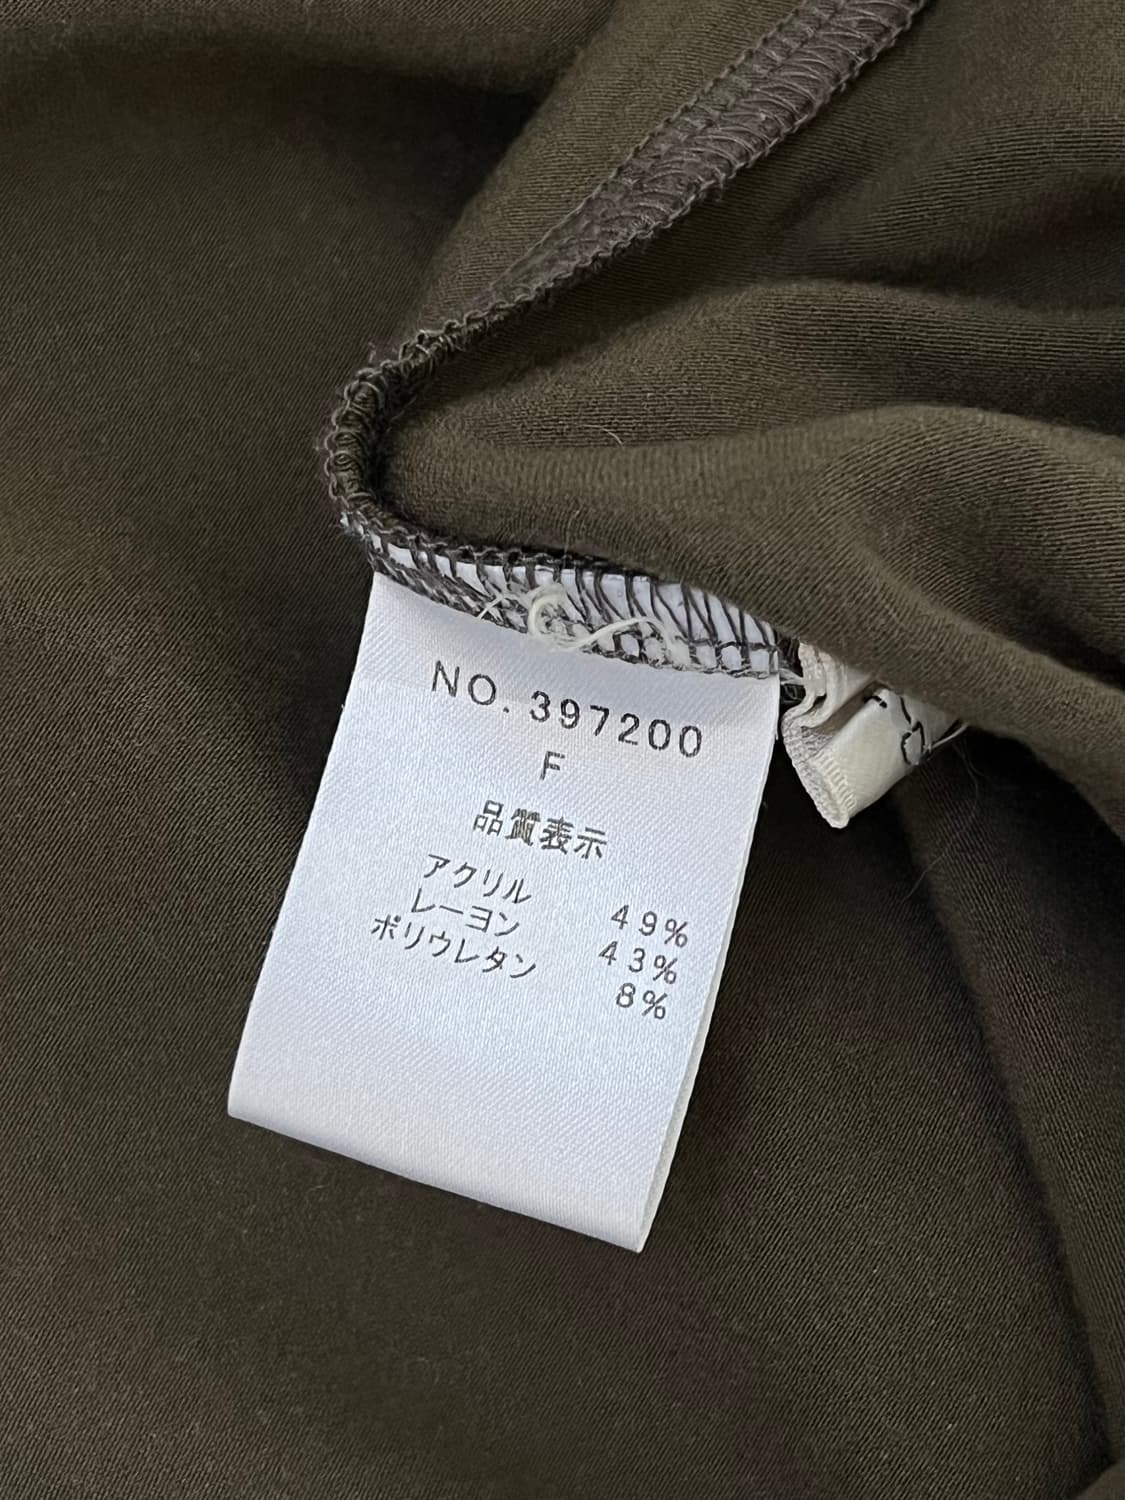 NO. 397200
F
品質表示
アクリル 49%
レーヨン 43%
ポリウレタン 8%